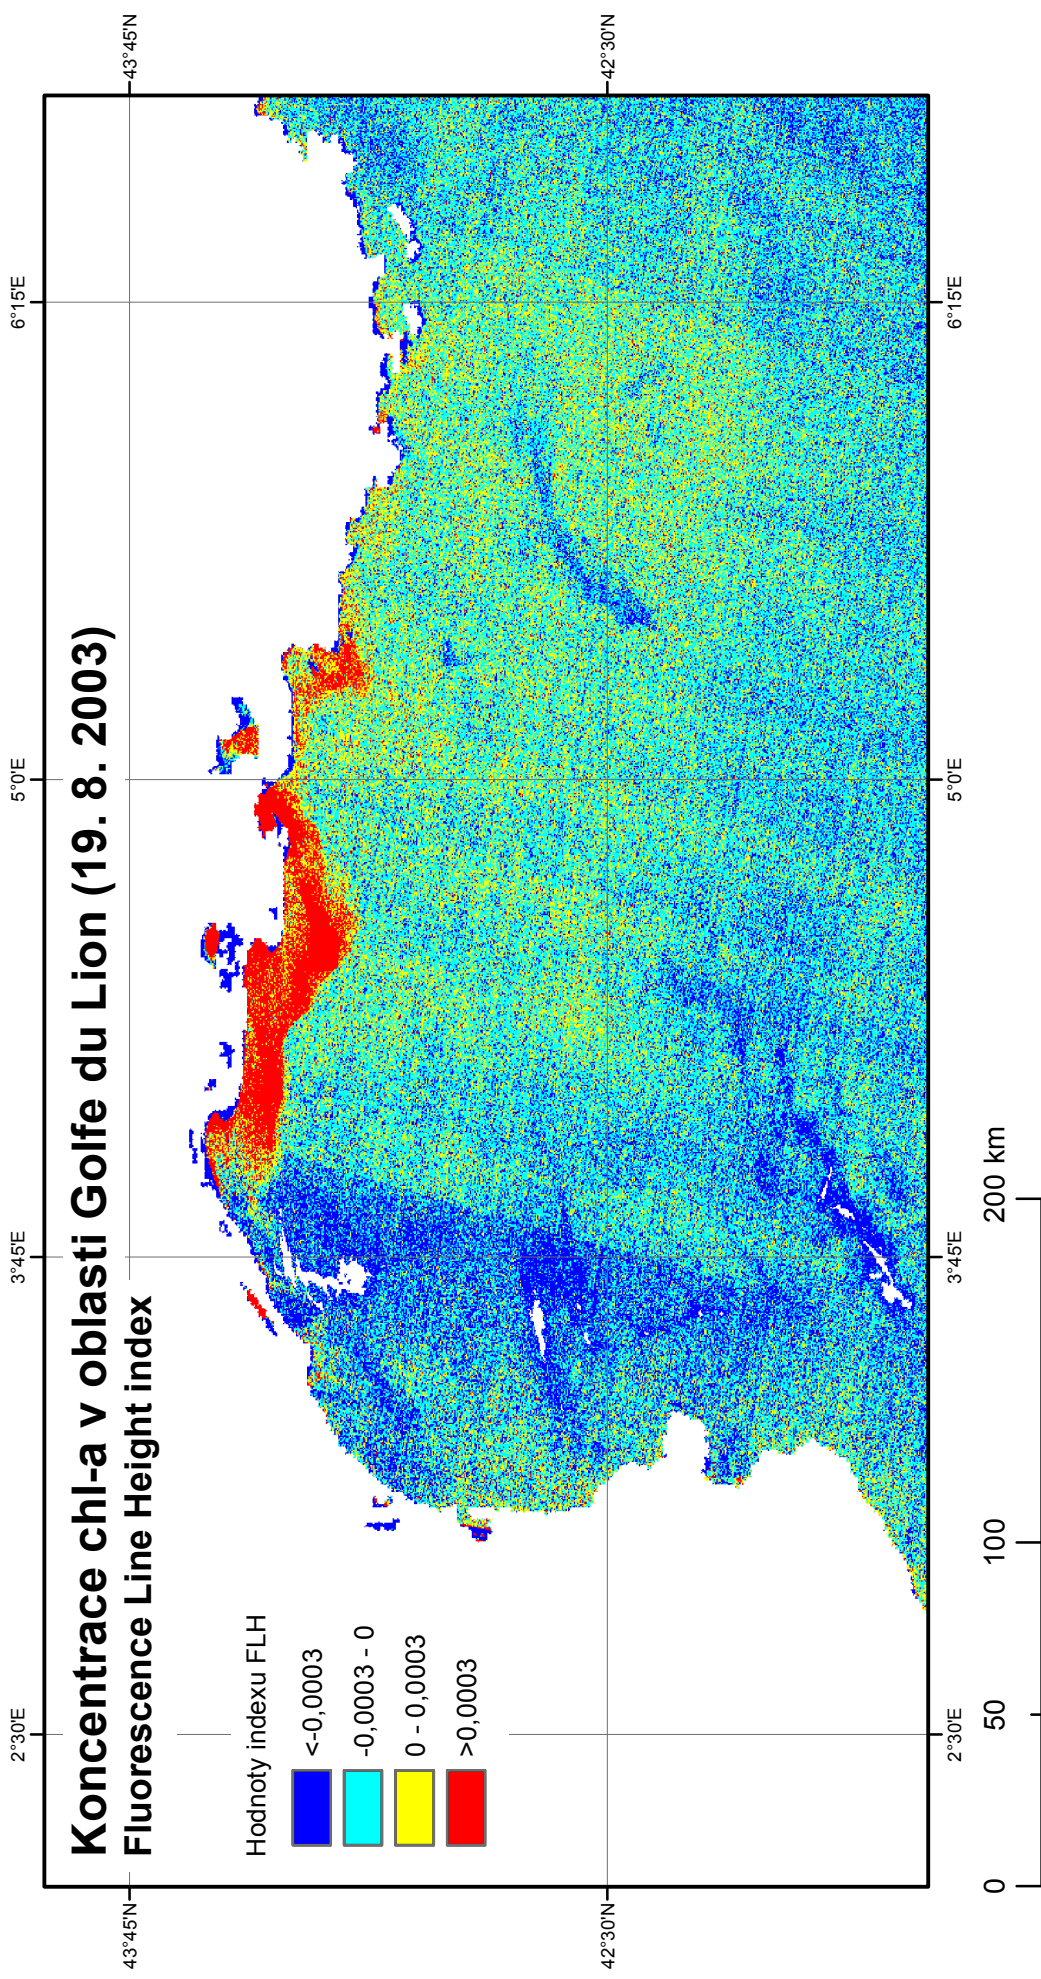 Koncentrace chl-a v oblasti Golfe du Lion (19. 8. 2003)
Fluorescence Line Height index
2°30'E
3°45'E
5°0'E
6°15'E
43°45'N
43°45'N
42°30'N
42°30'N
Hodnoty indexu FLH
<-0,0003
-0,0003 - 0
0 - 0,0003
>0,0003
2°30'E
3°45'E
5°0'E
6°15'E
0 50 100 200 km